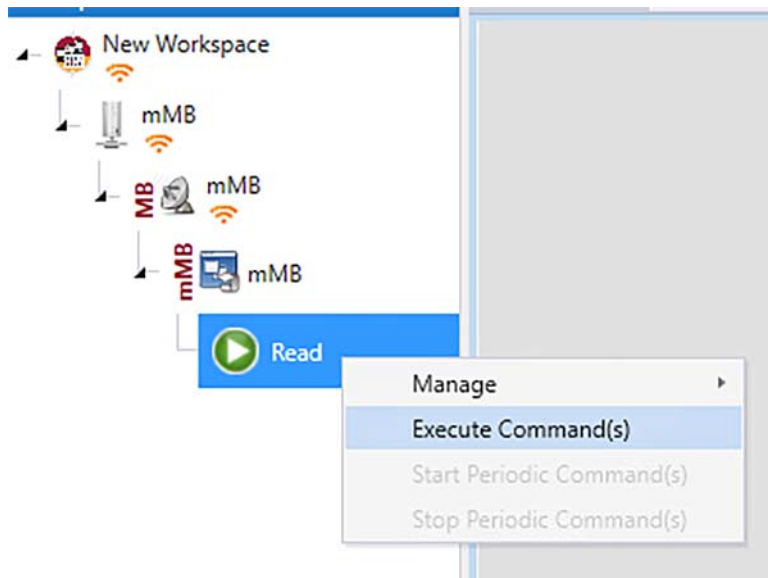 New Workspace
mMB
MB
mMB
mMB
mMB
Read
Manage
Execute Command(s)
Start Periodic Command(s)
Stop Periodic Command(s)